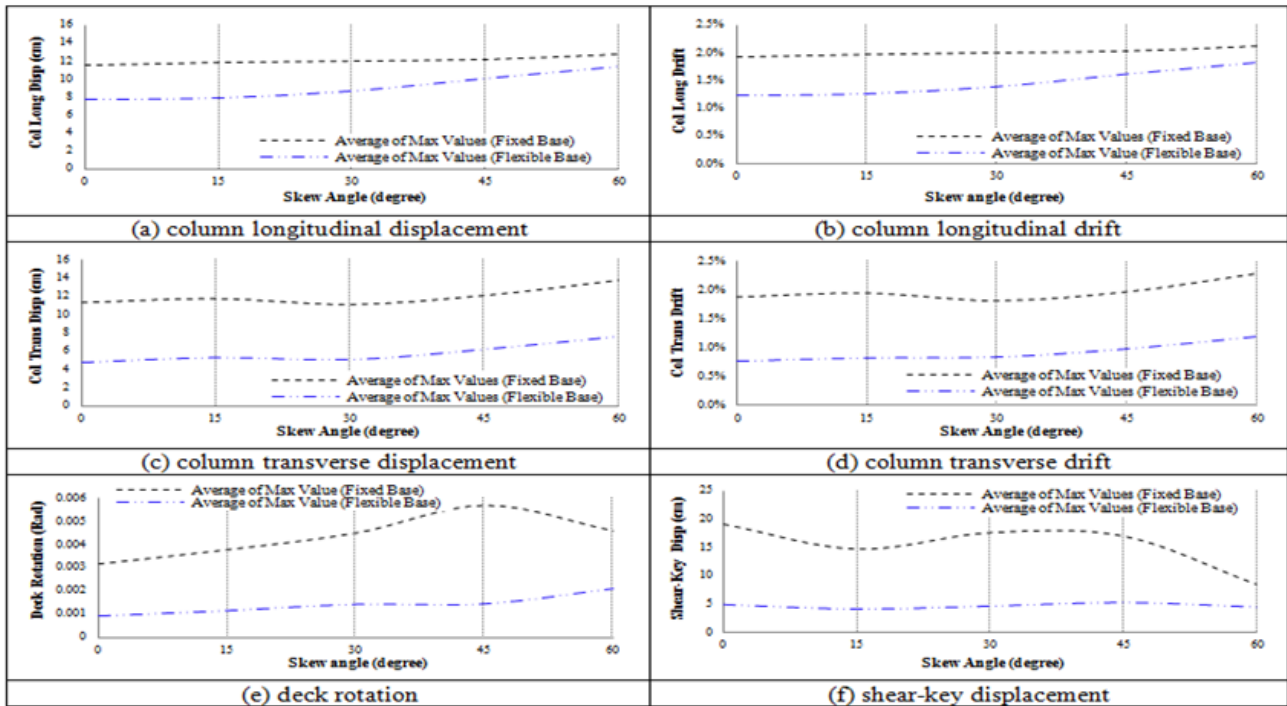 16
14
12
10
8
6
4
2
0
Col Long Disp (cm)
Average of Max Values (Fixed Base)
Average of Max Values (Flexible Base)
0 15 30 45 60
Skew Angle (degree)
2.5%
2.0%
1.5%
1.0%
0.5%
0.0%
Col Long Drift
Average of Max Values (Fixed Base)
Average of Max Value (Flexible Base)
0 15 30 45 60
Skew angle (degree)
(a) column longitudinal displacement
(b) column longitudinal drift
16
14
12
10
8
6
4
2
0
Col Trans Disp (cm)
Average of Max Values (Fixed Base)
Average of Max Values (Flexible Base)
0 15 30 45 60
Skew Angle (degree)
2.5%
2.0%
1.5%
1.0%
0.5%
0.0%
Col Trans Drift
Average of Max Values (Fixed Base)
Average of Max Values (Flexible Base)
0 15 30 45 60
Skew Angle (degree)
(c) column transverse displacement
(d) column transverse drift
Average of Max Value (Fixed Base)
Average of Max Value (Flexible Base)
0.006
0.004
0.003
0.002
0.001
0
Deck Rotation (Rad)
0 15 30 45 60
Skew angle (degree)
25
20
15
10
5
0
Shear-Key Disp (cm)
Average of Max Values (Fixed Base)
Average of Max Values (Flexible Base)
0 15 30 45 60
Skew angle (degree)
(e) deck rotation
(f) shear-key displacement